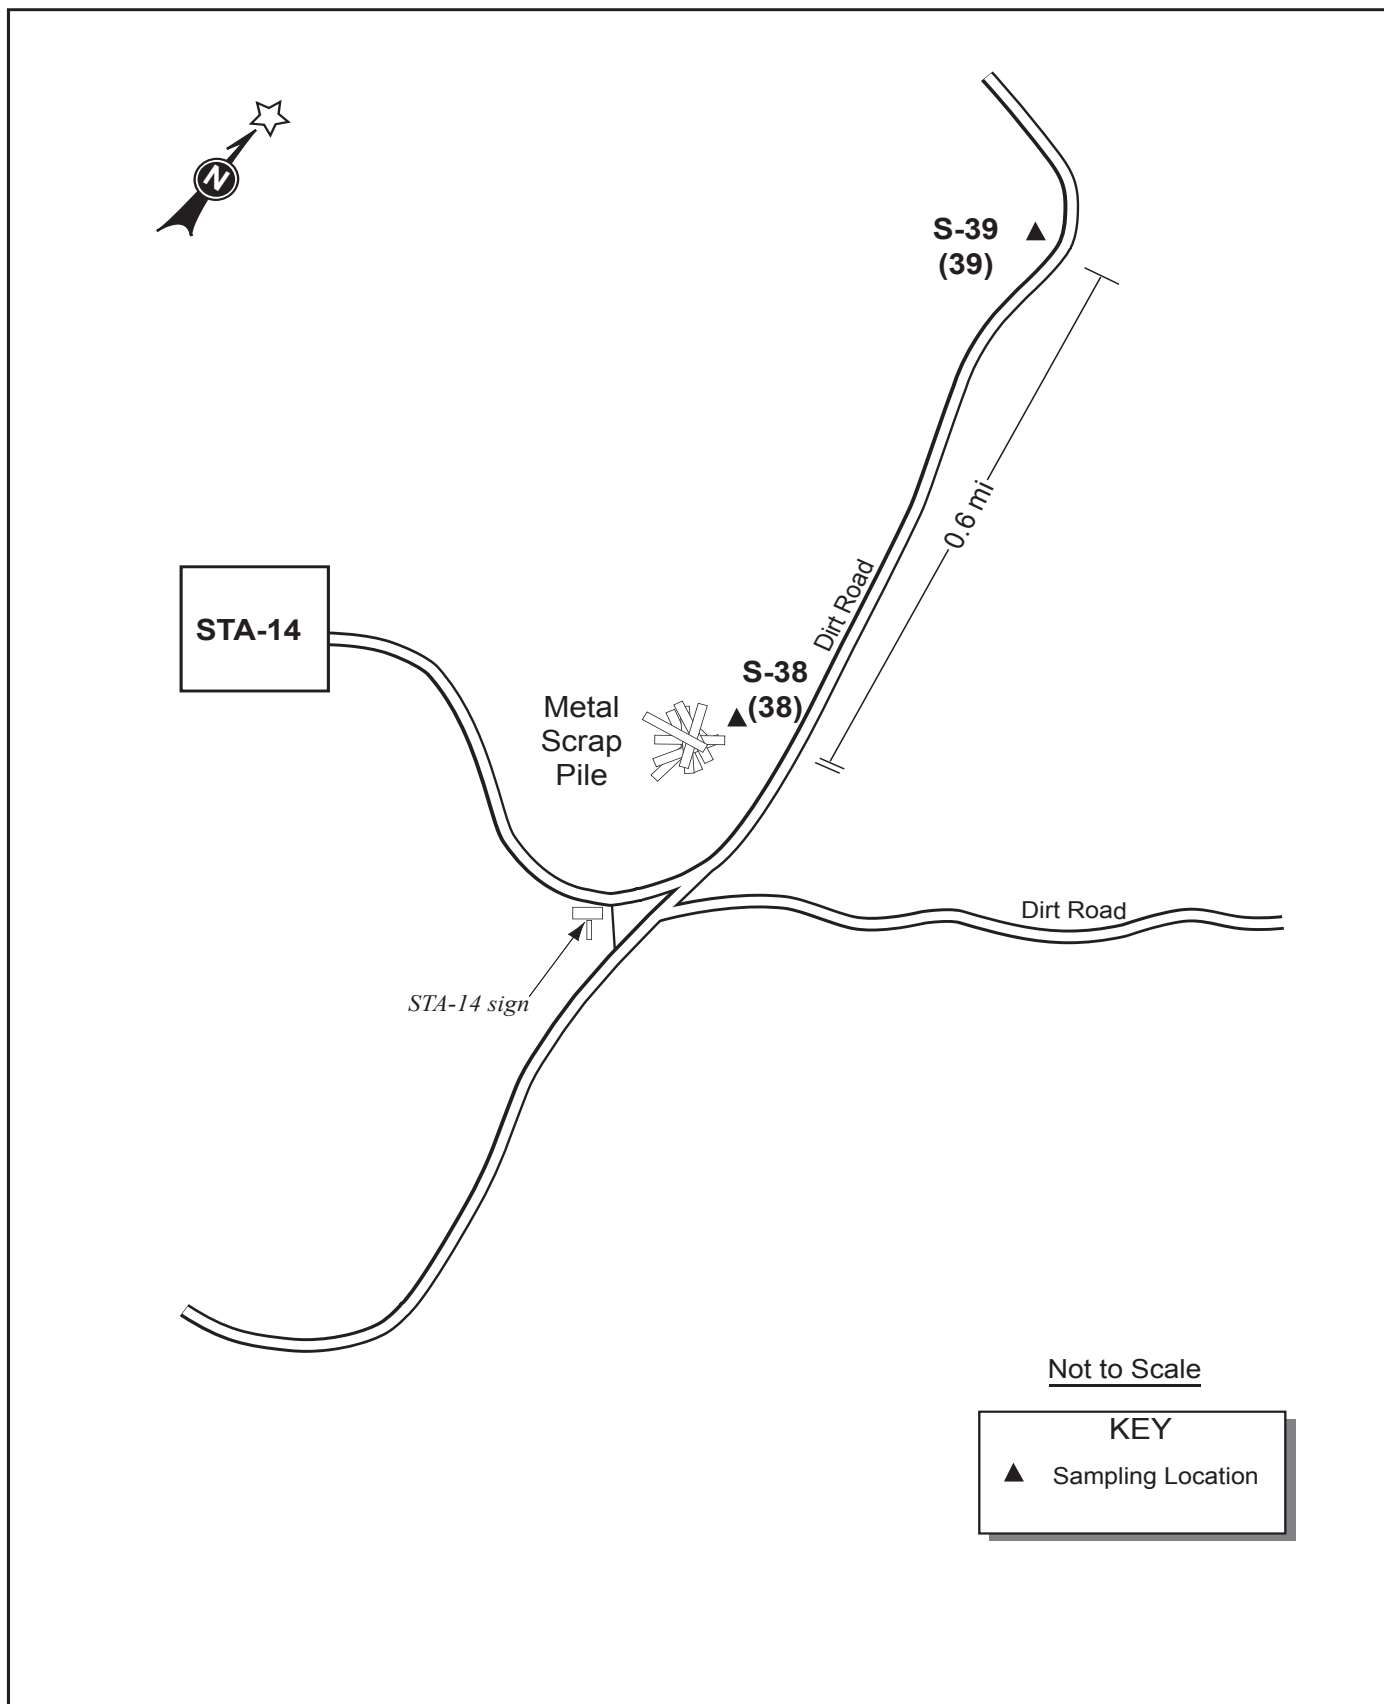 N
S-39
(39)
0.6 mi
Dirt Road
STA-14
S-38
(38)
Metal
Scrap
Pile
Dirt Road
STA-14 sign
Not to Scale
KEY
Sampling Location